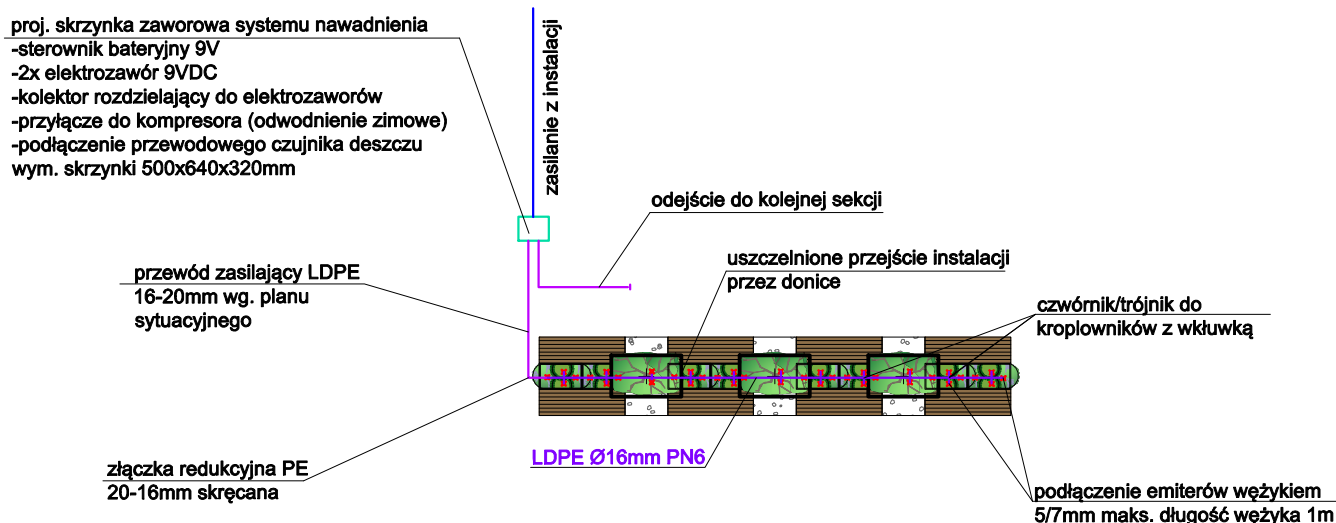 proj. skrzynka zaworowa systemu nawadnienia
-sterownik bateryjny 9V
-2x elektrozawór 9VDC
-kolektor rozdzielający do elektrozaworów
-przyłącze do kompresora (odwodnienie zimowe)
-podłączenie przewodowego czujnika deszczu
wym. skrzynki 500x640x320mm
zasilanie z instalacji
odejście do kolejnej sekcji
uszczelnione przejście instalacji
przez donice
przewód zasilający LDPE
16-20mm wg. planu
sytuacyjnego
czwórnik/trójnik do
kroplowników z wkłuwką
LDPE Ø16mm PN6
złączka redukcyjna PE
20-16mm skręcana
podłączenie emiterów wężykiem
5/7mm maks. długość wężyka 1m